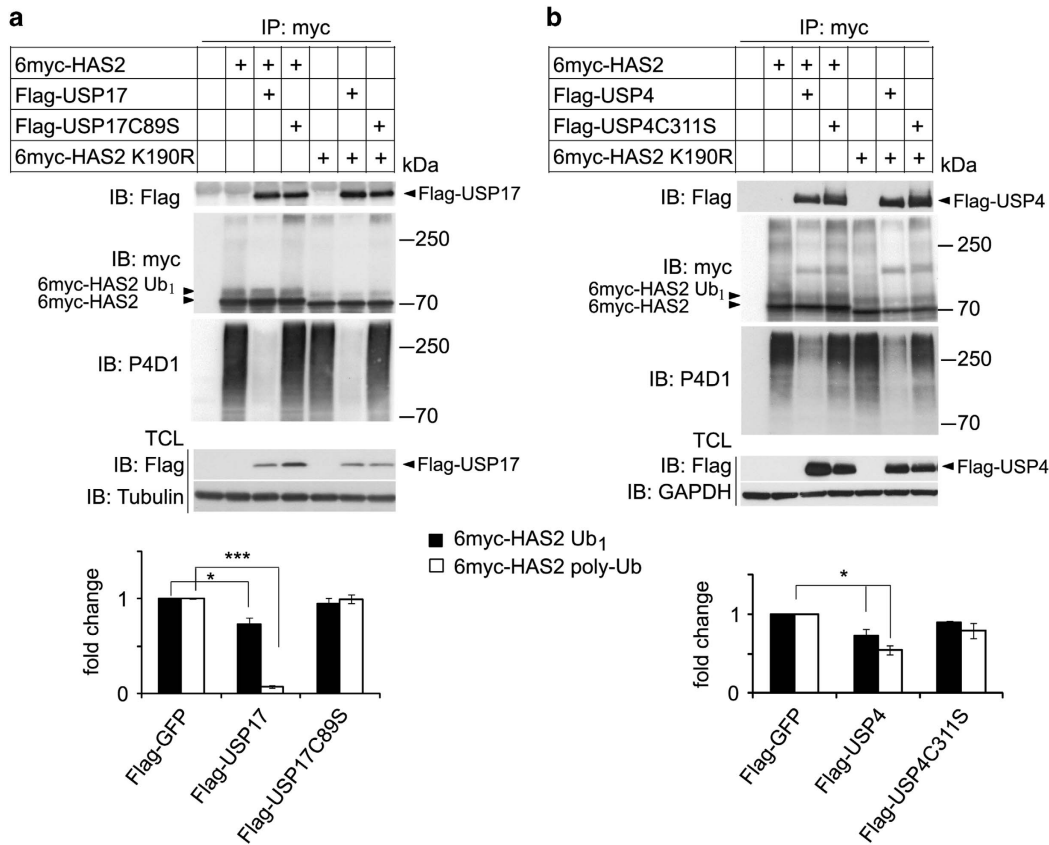 a
IP: myc
6myc-HAS2 + + +
Flag-USP17 + +
Flag-USP17C89S + +
6myc-HAS2 K190R + + +
kDa
IB: Flag
Flag-USP17
250
IB: myc
6myc-HAS2 Ub1
6myc-HAS2
70
250
IB: P4D1
70
TCL
IB: Flag
Flag-USP17
IB: Tubulin
fold change
1
0
*
***
Flag-GFP
Flag-USP17
Flag-USP17C89S
6myc-HAS2 Ub1
6myc-HAS2 poly-Ub
b
IP: myc
6myc-HAS2 + + +
Flag-USP4 + +
Flag-USP4C311S + +
6myc-HAS2 K190R + + +
kDa
IB: Flag
Flag-USP4
250
IB: myc
6myc-HAS2 Ub1
6myc-HAS2
70
250
IB: P4D1
70
TCL
IB: Flag
Flag-USP4
IB: GAPDH
fold change
1
0
*
Flag-GFP
Flag-USP4
Flag-USP4C311S